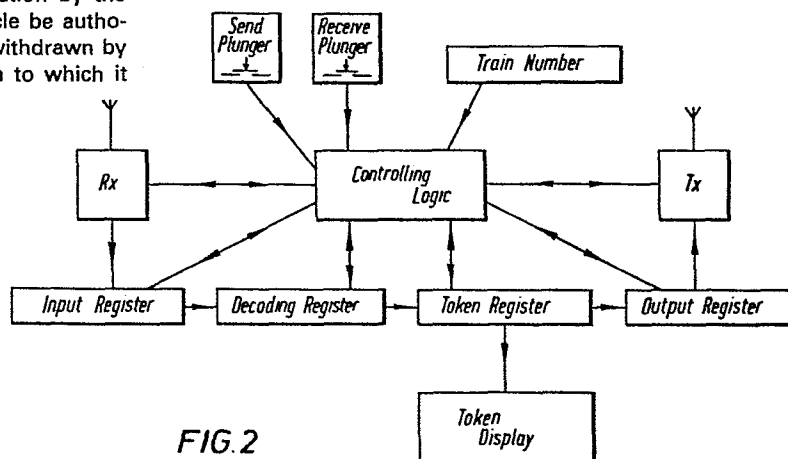 ction by the
cle be autho-
withdrawn by
n to which it
Send
Plunger
Receive
Plunger
Train Number
Rx
Controlling
Logic
Tx
Input Register
Decoding Register
Token Register
Output Register
Token
Display
FIG.2